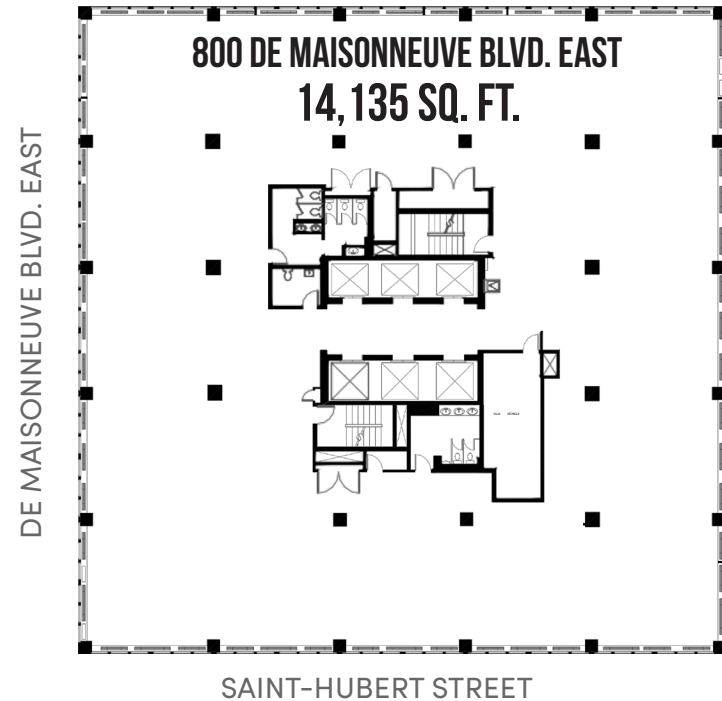 800 DE MAISONNEUVE BLVD. EAST
14,135 SQ. FT.
DE MAISONNEUVE BLVD. EAST
SAINT-HUBERT STREET